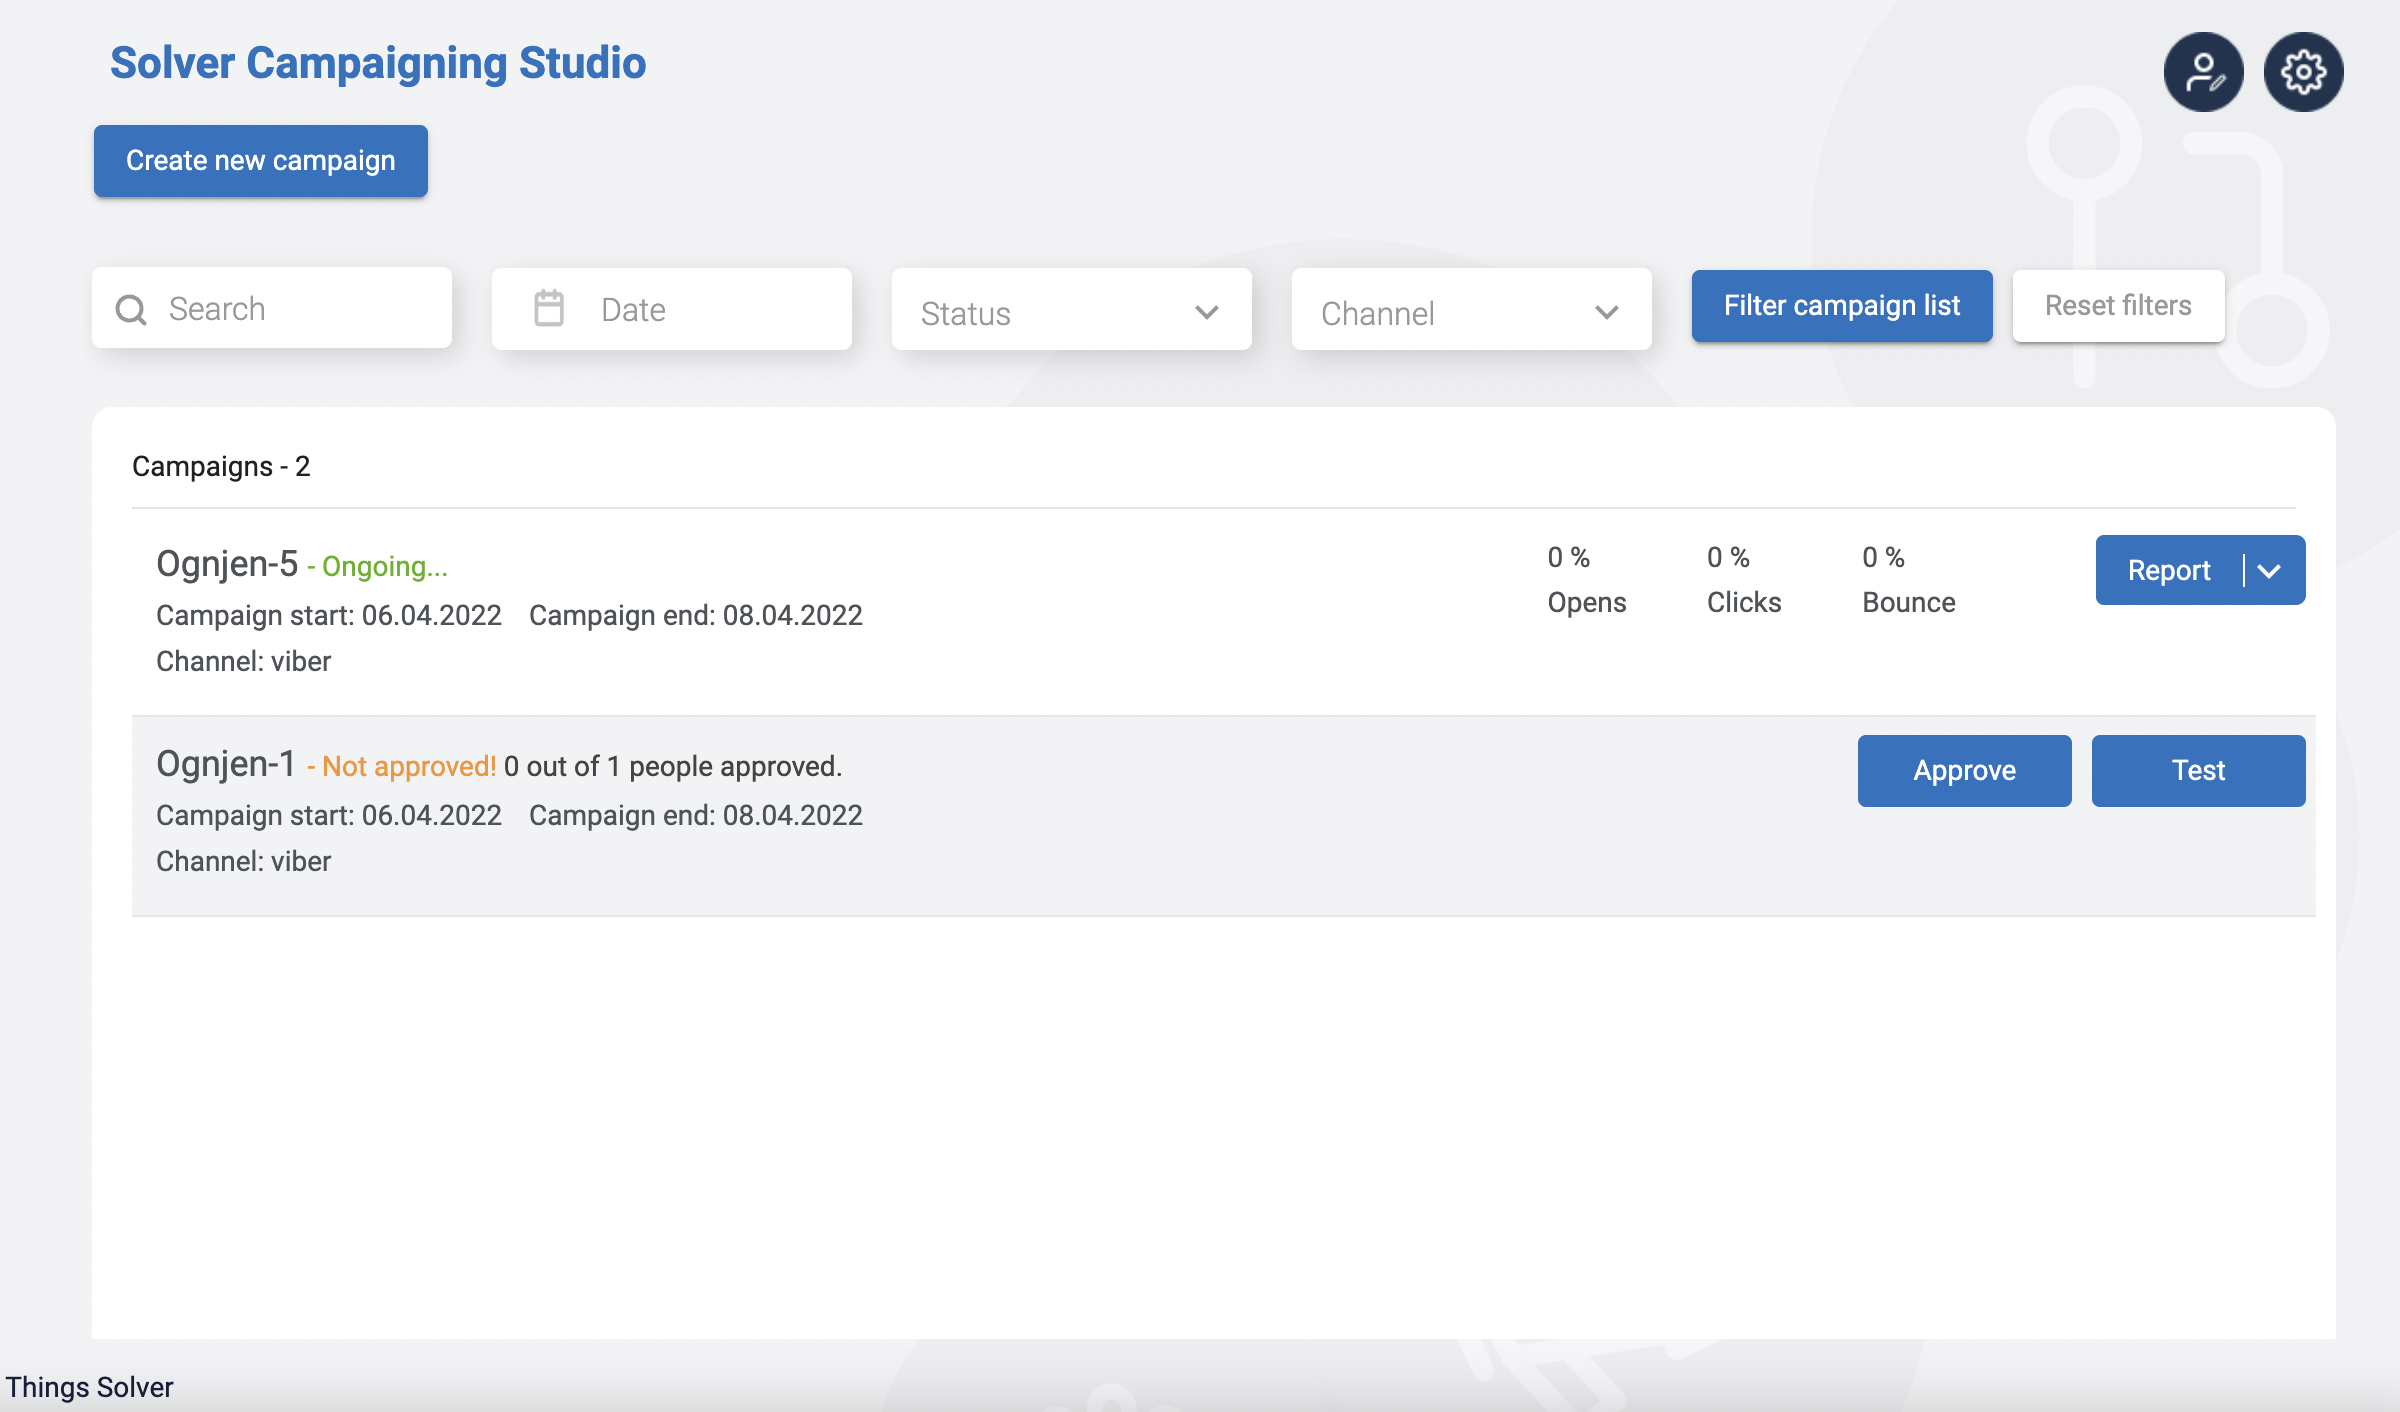 Solver Campaigning Studio
Create new campaign
Search
Date
Status
Channel
Filter campaign list
Reset filters
Campaigns - 2
Ognjen-5 - Ongoing...
Campaign start: 06.04.2022 Campaign end: 08.04.2022
Channel: viber
0 % 0 % 0 %
Opens Clicks Bounce
Report
Ognjen-1 - Not approved! 0 out of 1 people approved.
Campaign start: 06.04.2022 Campaign end: 08.04.2022
Channel: viber
Approve
Test
Things Solver